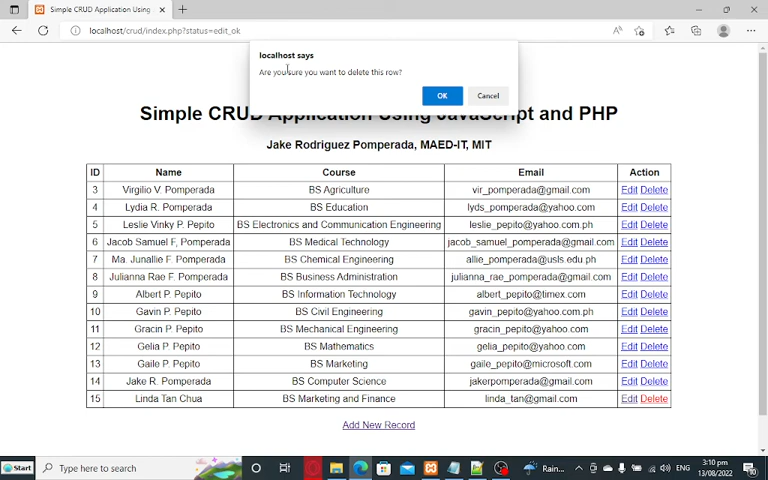 Simple CRUD Application Using
localhost/crud/index.php?status=edit_ok
localhost says
Are you sure you want to delete this row?
OK Cancel
Simple CRUD Application Using JavaScript and PHP
Jake Rodriguez Pomperada, MAED-IT, MIT
ID Name Course Email Action
3 Virgilio V. Pomperada BS Agriculture vir_pomperada@gmail.com Edit Delete
4 Lydia R. Pomperada BS Education lyds_pomperada@yahoo.com Edit Delete
5 Leslie Vinky P. Pepito BS Electronics and Communication Engineering leslie_pepito@yahoo.com.ph Edit Delete
6 Jacob Samuel F, Pomperada BS Medical Technology jacob_samuel_pomperada@gmail.com Edit Delete
7 Ma. Junallie F. Pomperada BS Chemical Engineering allie_pomperada@usls.edu.ph Edit Delete
8 Julianna Rae F. Pomperada BS Business Administration julianna_rae_pomperada@gmail.com Edit Delete
9 Albert P. Pepito BS Information Technology albert_pepito@timex.com Edit Delete
10 Gavin P. Pepito BS Civil Engineering gavin_pepito@yahoo.com.ph Edit Delete
11 Gracin P. Pepito BS Mechanical Engineering gracin_pepito@yahoo.com Edit Delete
12 Gelia P. Pepito BS Mathematics gelia_pepito@yahoo.com Edit Delete
13 Gaile P. Pepito BS Marketing gaile_pepito@microsoft.com Edit Delete
14 Jake R. Pomperada BS Computer Science jakerpomperada@gmail.com Edit Delete
15 Linda Tan Chua BS Marketing and Finance linda_tan@gmail.com Edit Delete
Add New Record
Start Type here to search Rain... ENG 3:10 pm
13/08/2022
10